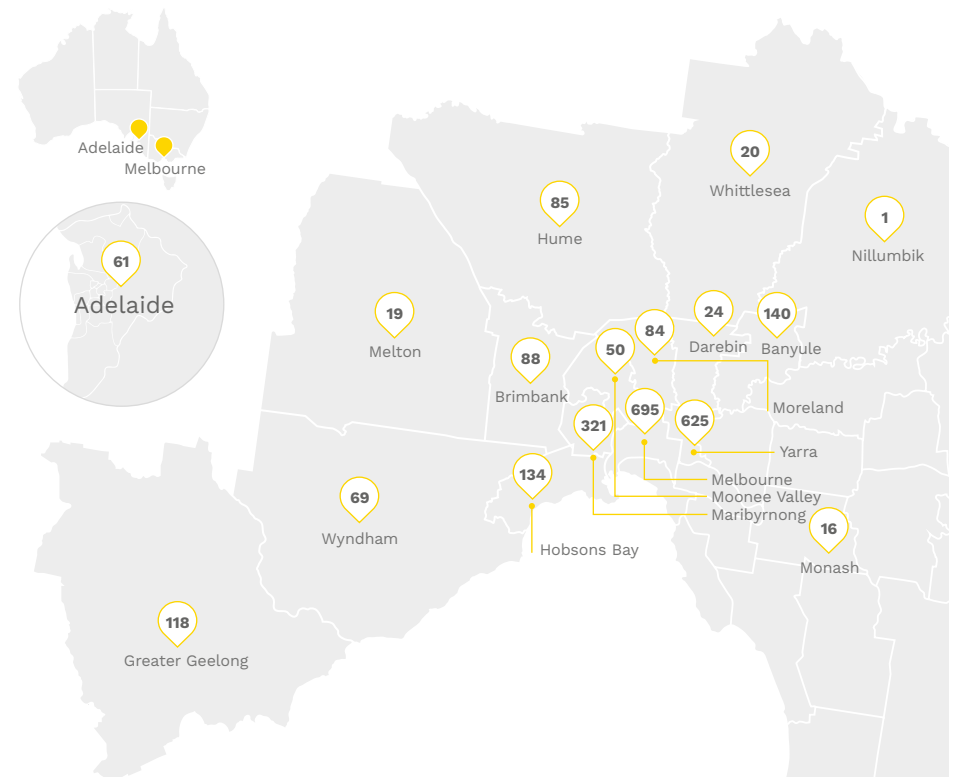 Adelaide
Melbourne
61
Adelaide
20
Whittlesea
85
Hume
1
Nillumbik
19
Melton
24
Darebin
140
Banyule
84
50
88
Brimbank
695
625
321
Moreland
Yarra
134
Melbourne
Moonee Valley
Maribyrnong
69
Wyndham
16
Monash
Hobsons Bay
118
Greater Geelong